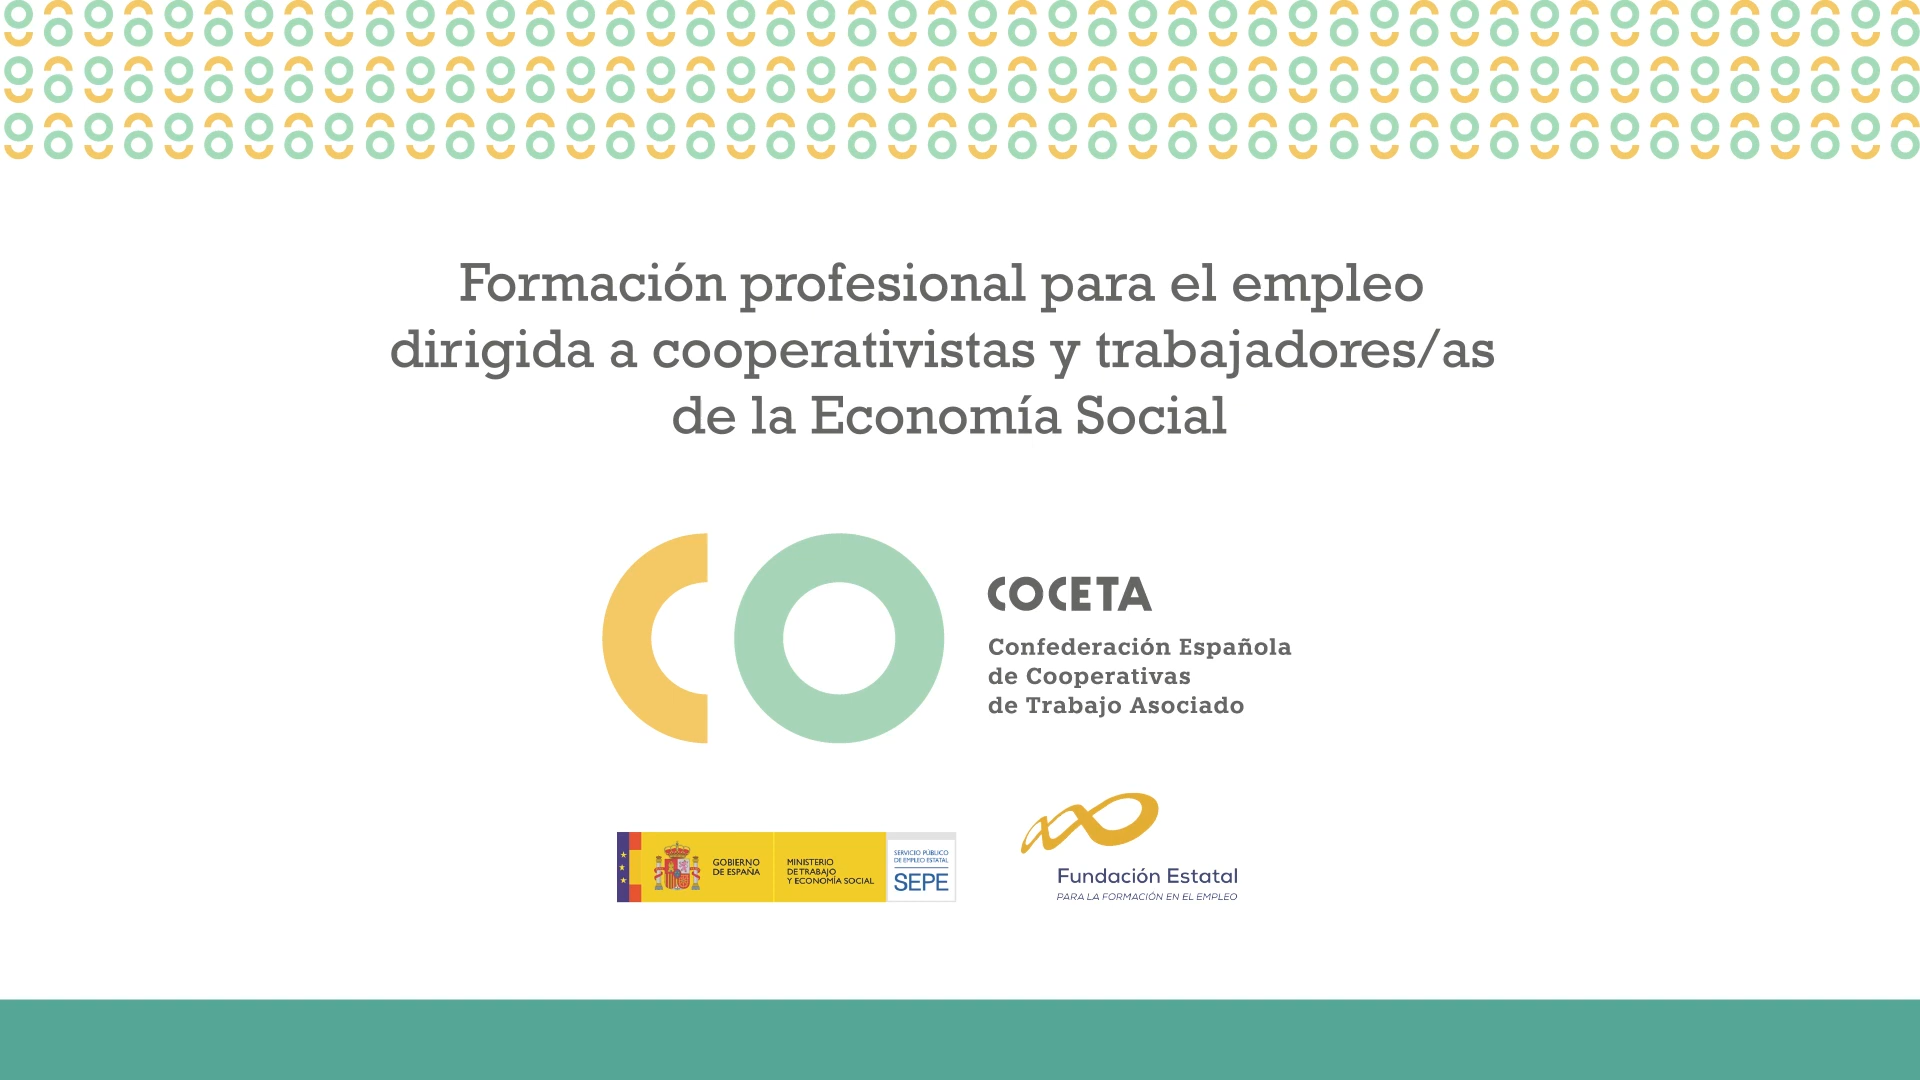 Formación profesional para el empleo
dirigida a cooperativistas y trabajadores/as
de la Economía Social
CO
COCETA
Confederación Española
de Cooperativas
de Trabajo Asociado
GOBIERNO
DE ESPAÑA
MINISTERIO
DE TRABAJO
Y ECONOMÍA SOCIAL
SERVICIO PÚBLICO
DE EMPLEO ESTATAL
SEPE
Fundación Estatal
PARA LA FORMACIÓN EN EL EMPLEO